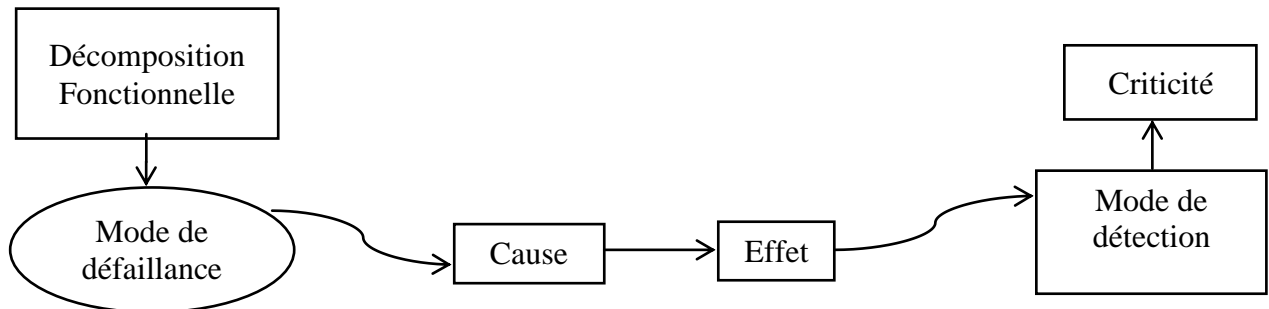 Décomposition
Fonctionnelle
Mode de
défaillance
Cause
Effet
Mode de
détection
Criticité